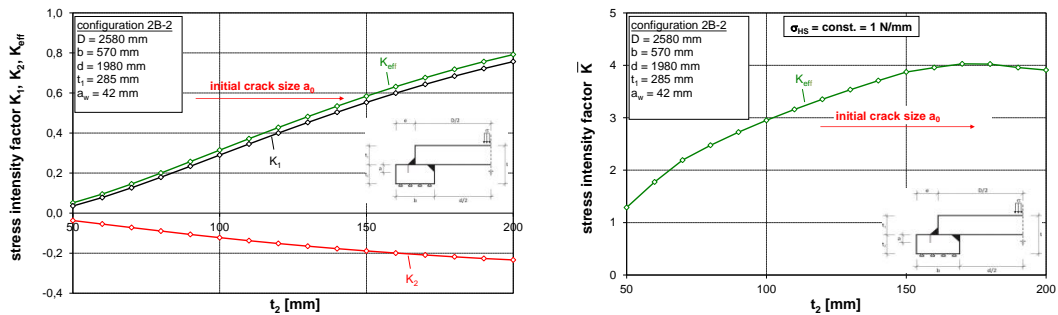 configuration 2B-2
D = 2580 mm
b = 570 mm
d = 1980 mm
t1 = 285 mm
aw = 42 mm
stress intensity factor K1, K2, Keff
1,0
0,8
0,6
0,4
0,2
0,0
-0,2
-0,4
Keff
initial crack size a0
K1
K2
D/2
b
d/2
50
100
150
200
t2 [mm]
configuration 2B-2
D = 2580 mm
b = 570 mm
d = 1980 mm
t1 = 285 mm
aw = 42 mm
σHS = const. = 1 N/mm
stress intensity factor K̅
5
4
3
2
1
0
Keff
initial crack size a0
D/2
b
d/2
50
100
150
200
t2 [mm]